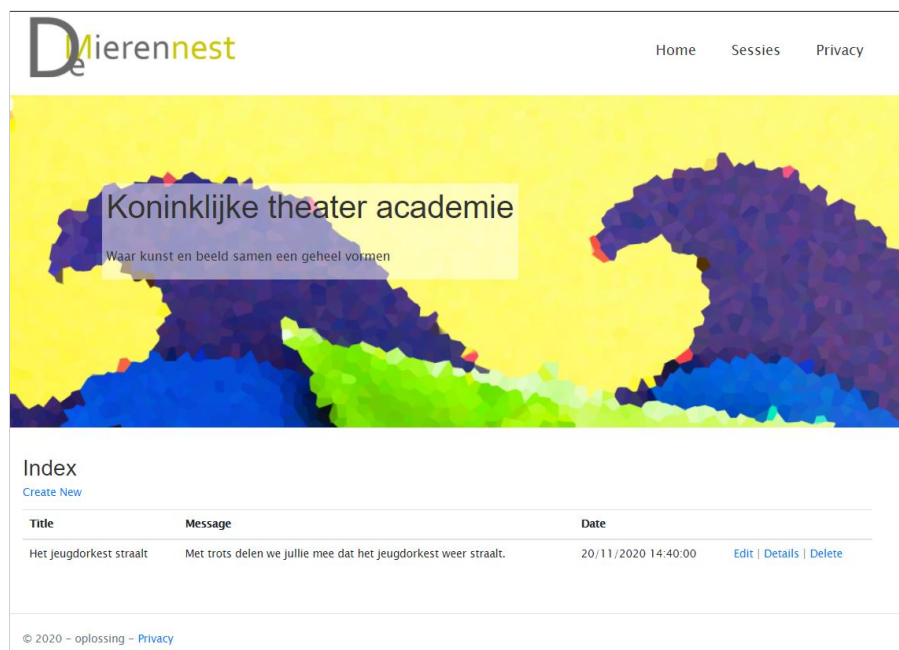 De Mierennest
Home Sessies Privacy
Koninklijke theater academie
Waar kunst en beeld samen een geheel vormen
Index
Create New
Title Message Date
Het jeugdorkest straalt Met trots delen we jullie mee dat het jeugdorkest weer straalt. 20/11/2020 14:40:00 Edit | Details | Delete
© 2020 - oplossing - Privacy